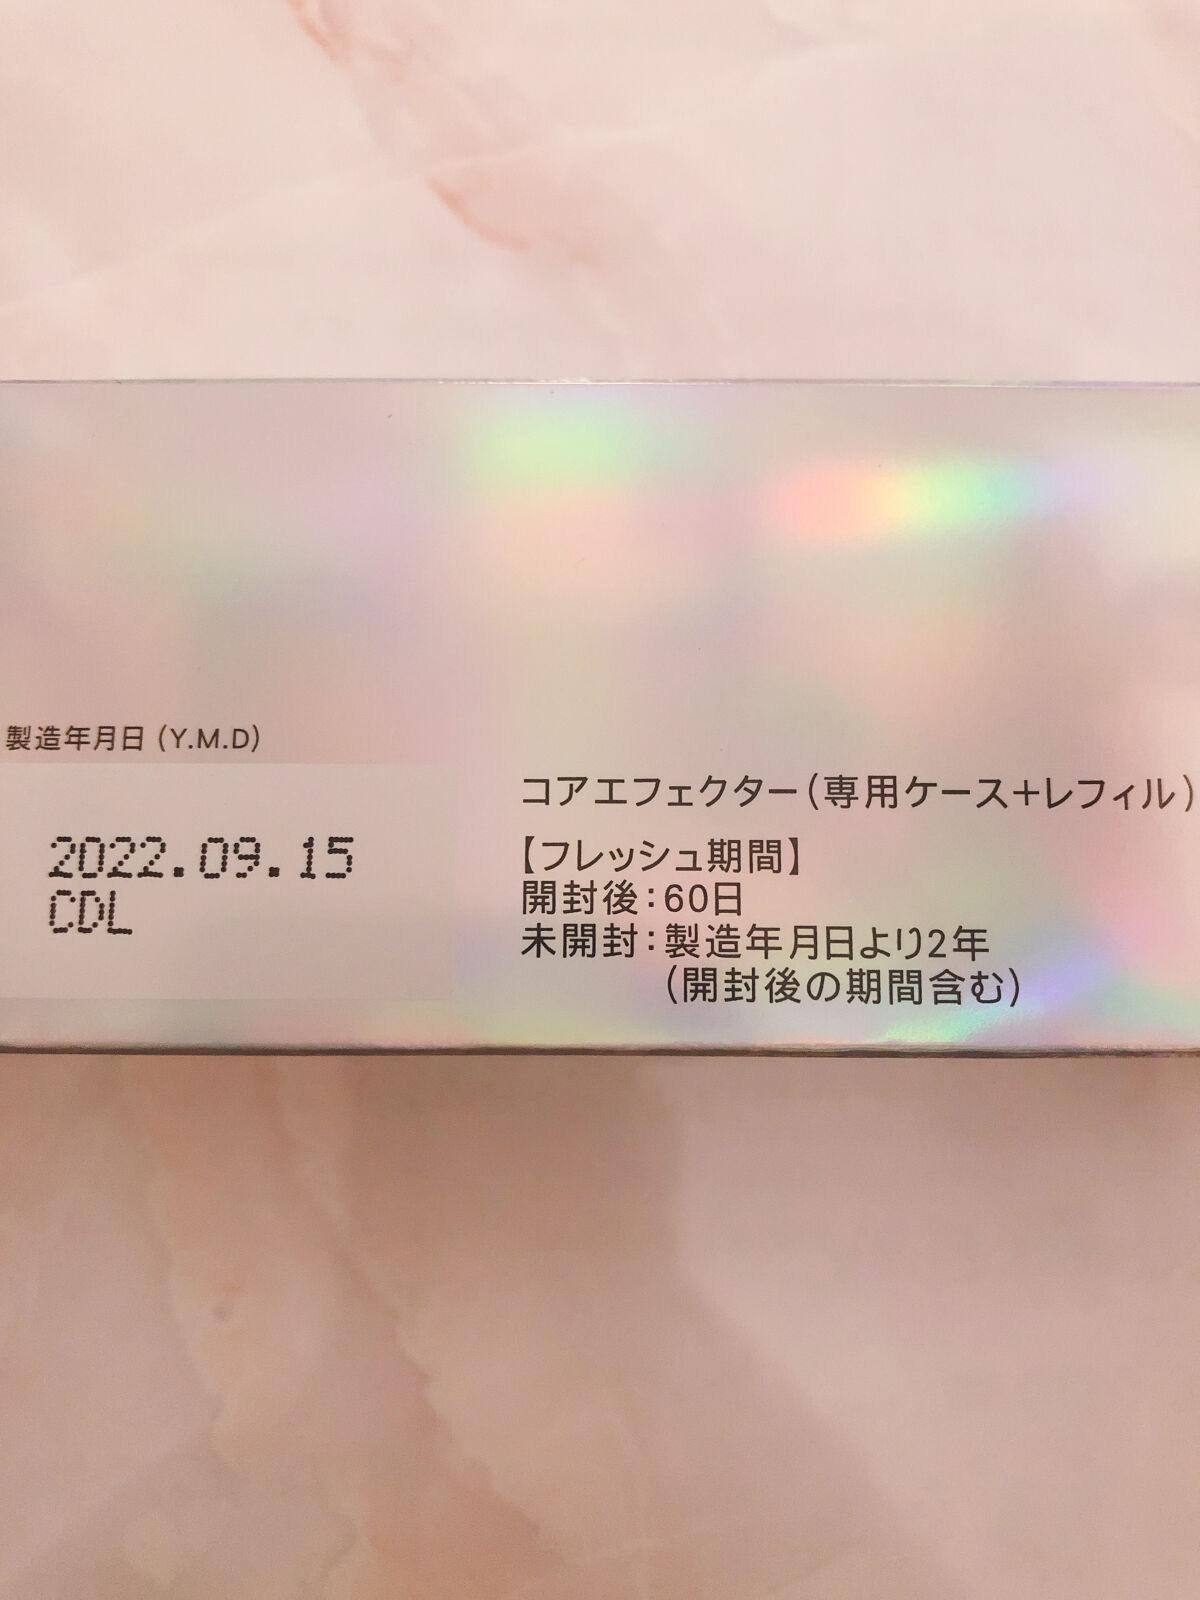 製造年月日 (Y.M.D)
2022.09.15
CDL
コアエフェクター(専用ケース+レフィル)
【フレッシュ期間】
開封後:60日
未開封:製造年月日より2年
(開封後の期間含む)